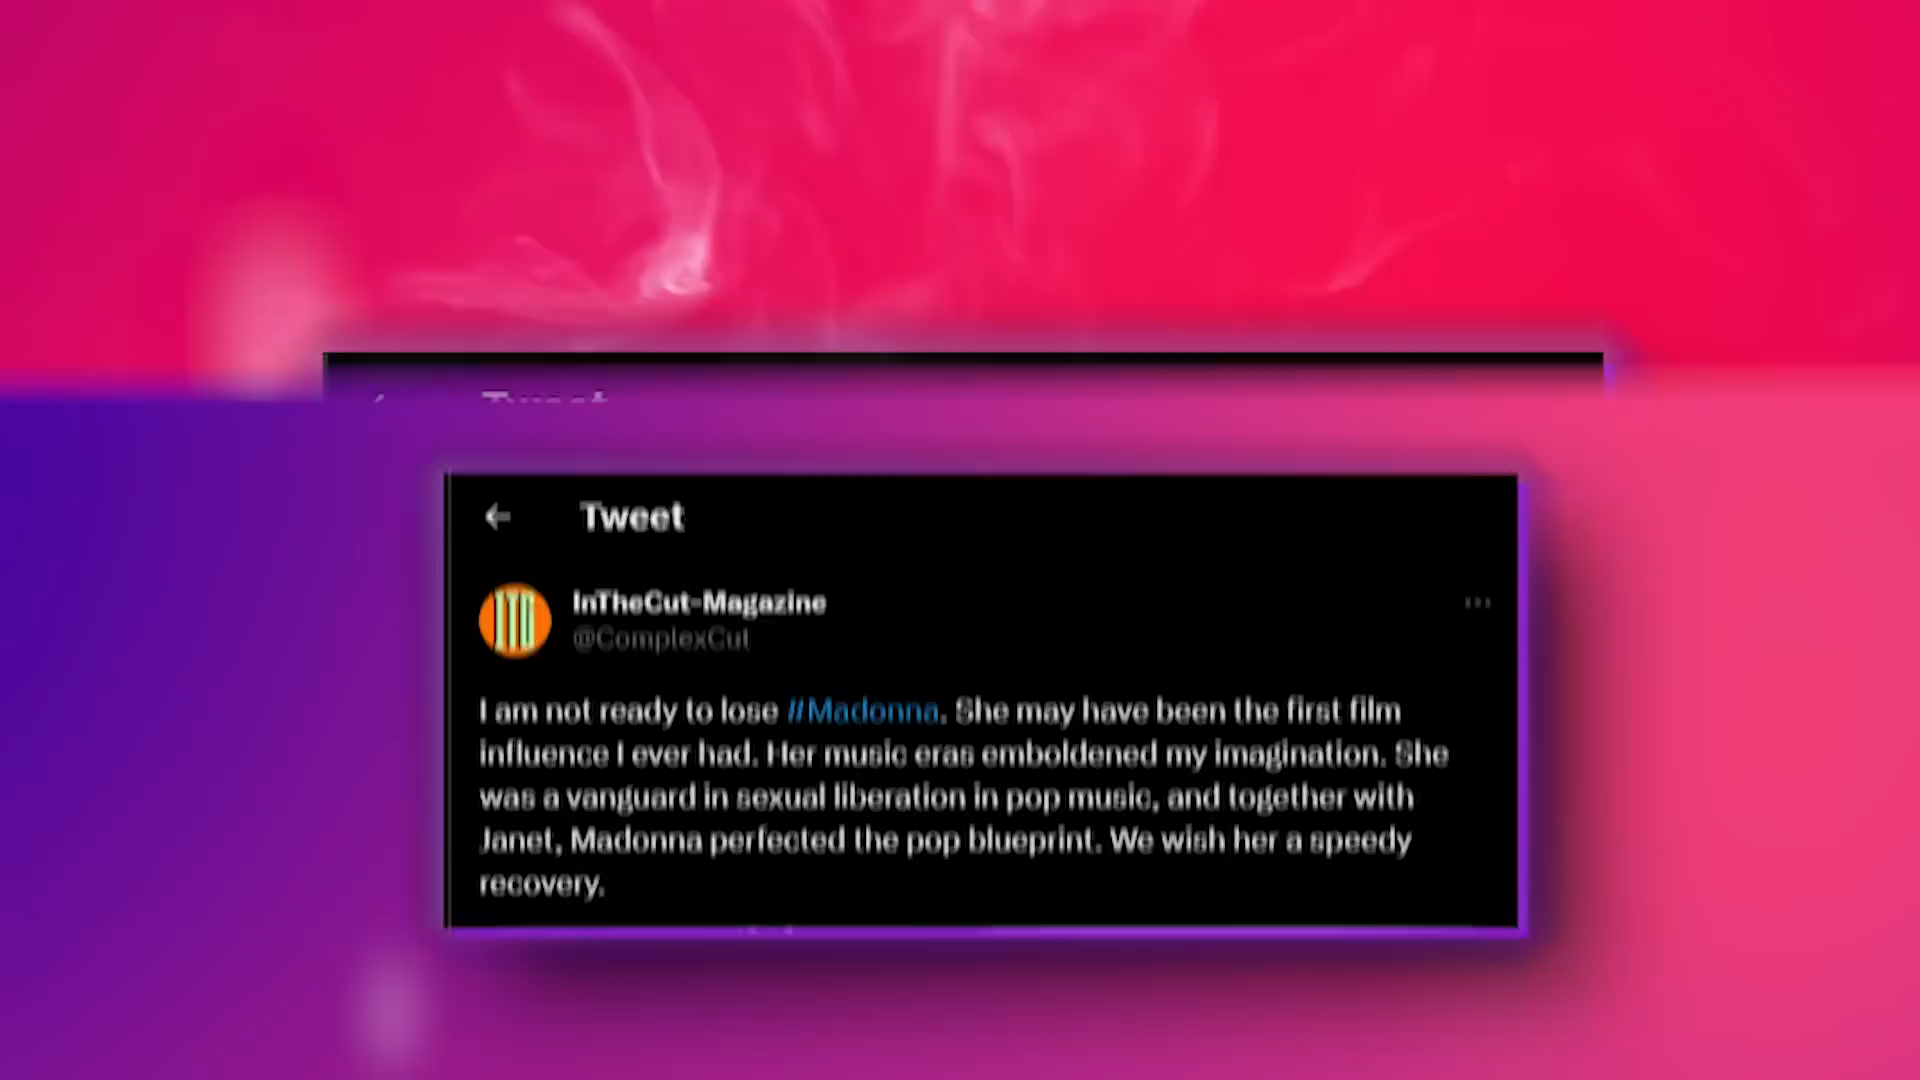 Tweet
Tweet
InTheCut-Magazine
@ComplexCut
I am not ready to lose #Madonna. She may have been the first film
influence I ever had. Her music eras emboldened my imagination. She
was a vanguard in sexual liberation in pop music, and together with
Janet, Madonna perfected the pop blueprint. We wish her a speedy
recovery.